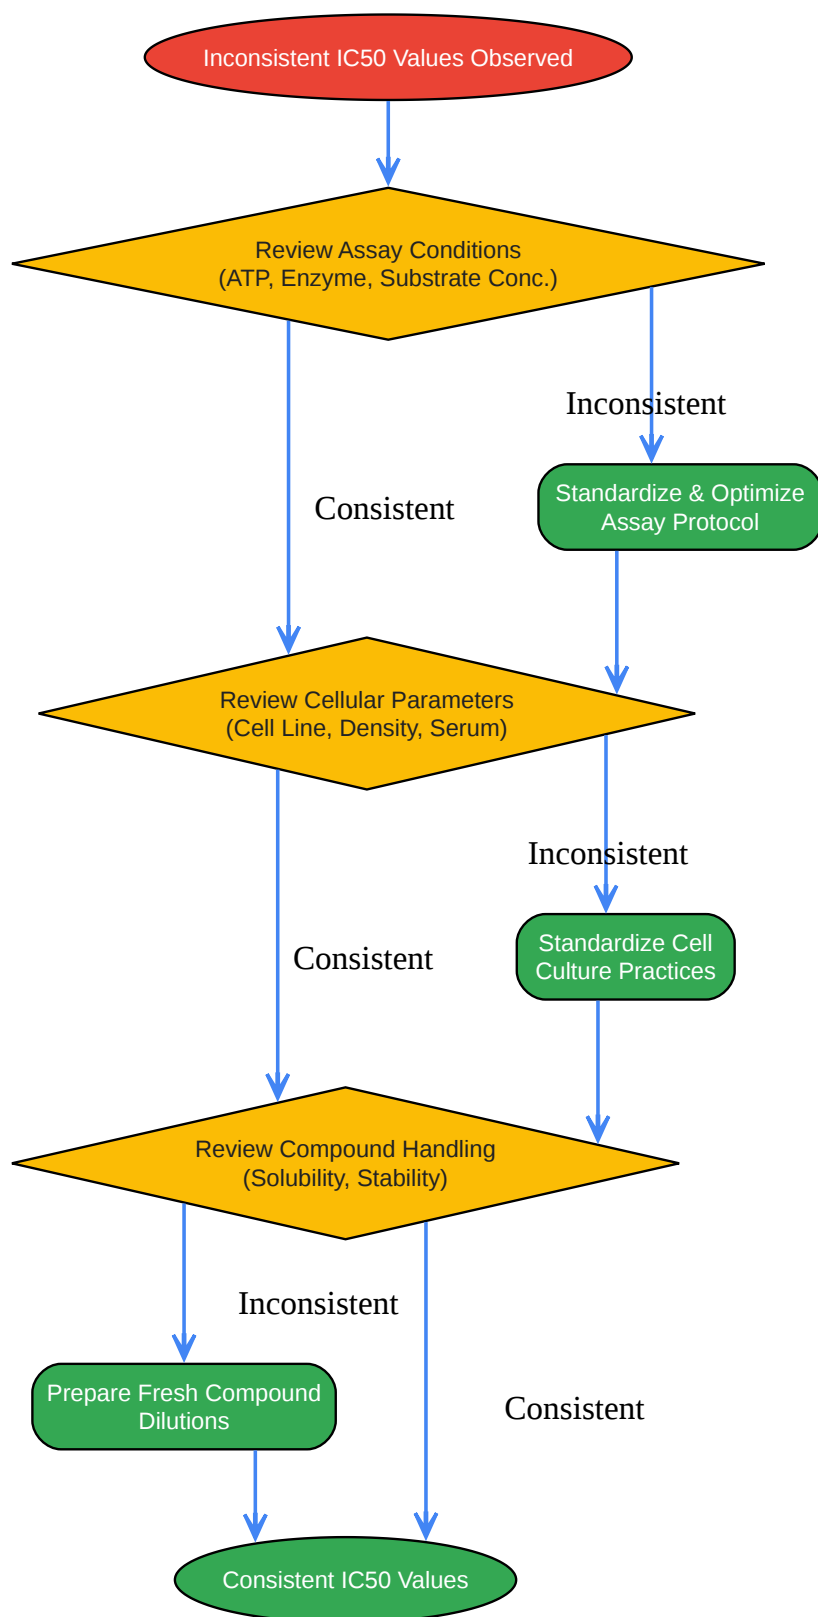 Inconsistent IC50 Values Observed
Review Assay Conditions
(ATP, Enzyme, Substrate Conc.)
Inconsistent
Standardize & Optimize
Assay Protocol
Consistent
Review Cellular Parameters
(Cell Line, Density, Serum)
Inconsistent
Standardize Cell
Culture Practices
Consistent
Review Compound Handling
(Solubility, Stability)
Inconsistent
Prepare Fresh Compound
Dilutions
Consistent
Consistent IC50 Values